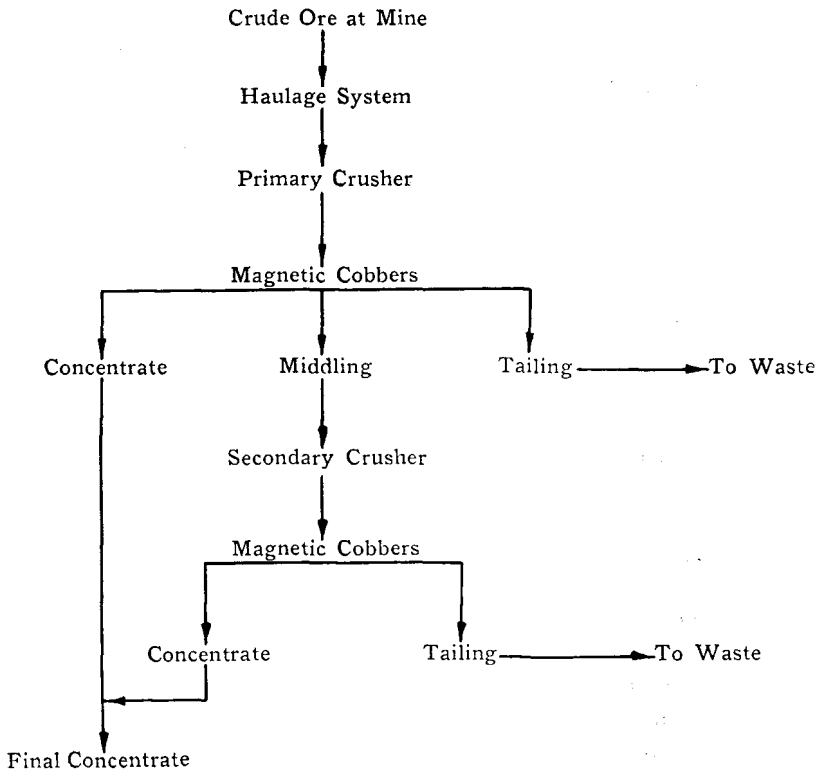 Crude Ore at Mine
Haulage System
Primary Crusher
Magnetic Cobbers
Concentrate
Middling
Tailing
To Waste
Secondary Crusher
Magnetic Cobbers
Concentrate
Tailing
To Waste
Final Concentrate